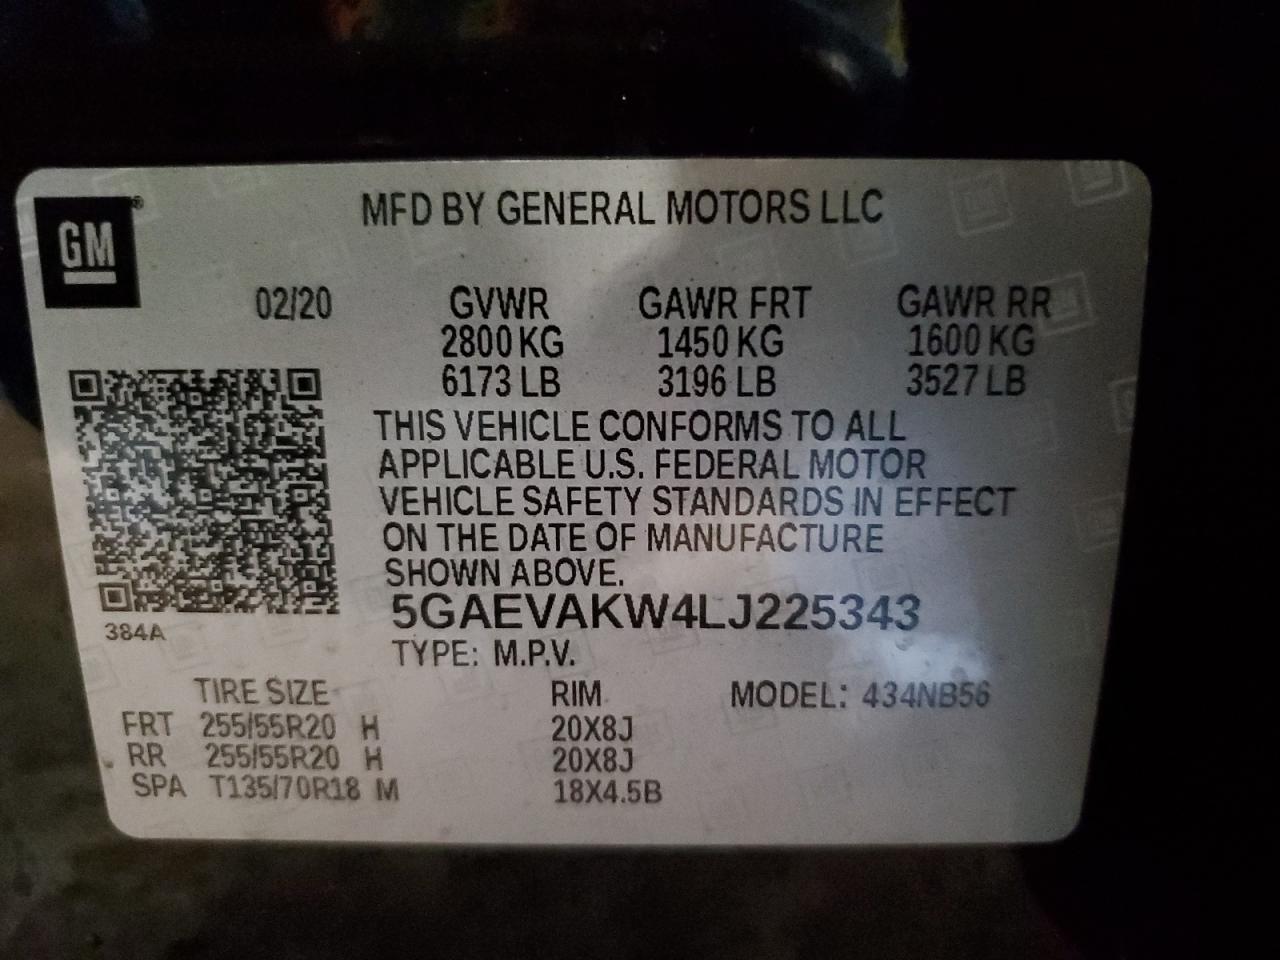 GM®
MFD BY GENERAL MOTORS LLC
02/20 GVWR GAWR FRT GAWR RR
2800 KG 1450 KG 1600 KG
6173 LB 3196 LB 3527 LB
THIS VEHICLE CONFORMS TO ALL
APPLICABLE U.S. FEDERAL MOTOR
VEHICLE SAFETY STANDARDS IN EFFECT
ON THE DATE OF MANUFACTURE
SHOWN ABOVE.
5GAEVAKW4LJ225343
384A
TYPE: M.P.V.
TIRE SIZE RIM MODEL: 434NB56
FRT 255/55R20 H 20X8J
RR 255/55R20 H 20X8J
SPA T135/70R18 M 18X4.5B